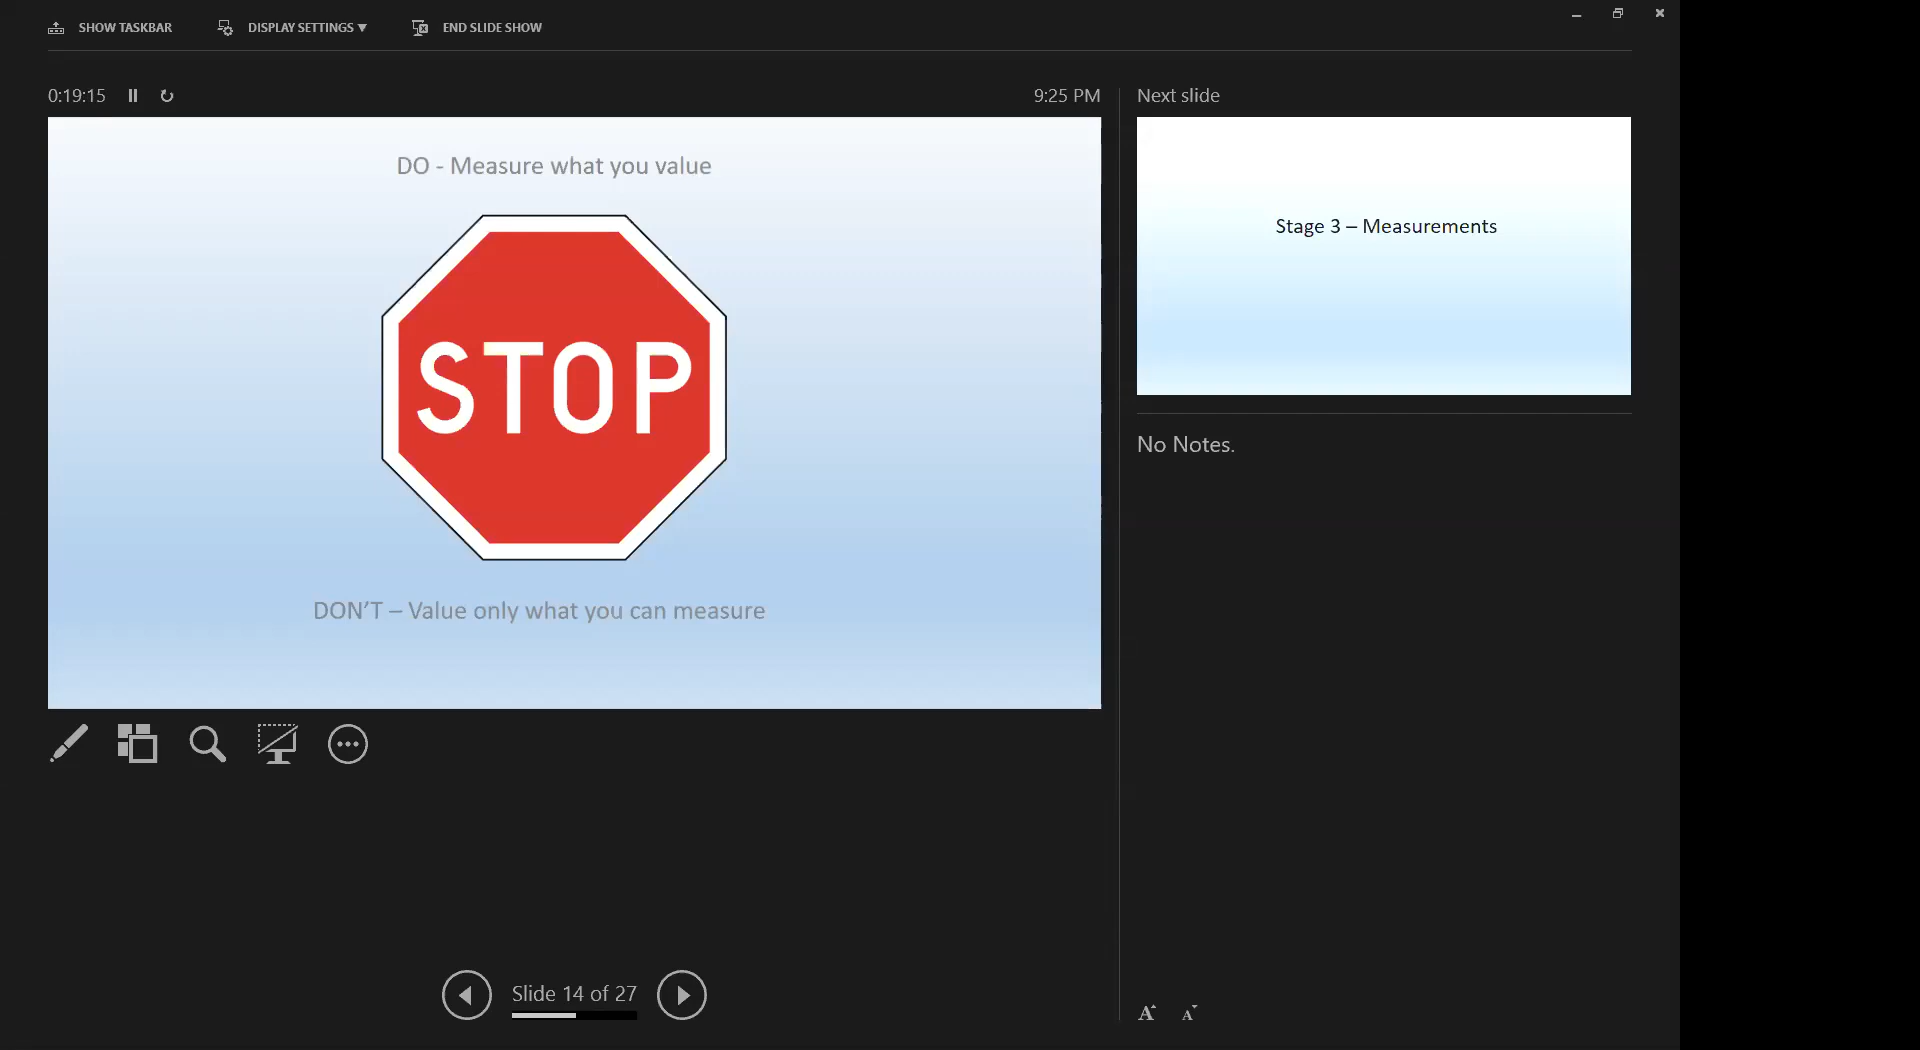 SHOW TASKBAR
DISPLAY SETTINGS ▼
END SLIDE SHOW
0:19:15
9:25 PM
DO - Measure what you value
STOP
DON'T – Value only what you can measure
Next slide
Stage 3 – Measurements
No Notes.
Slide 14 of 27
A A